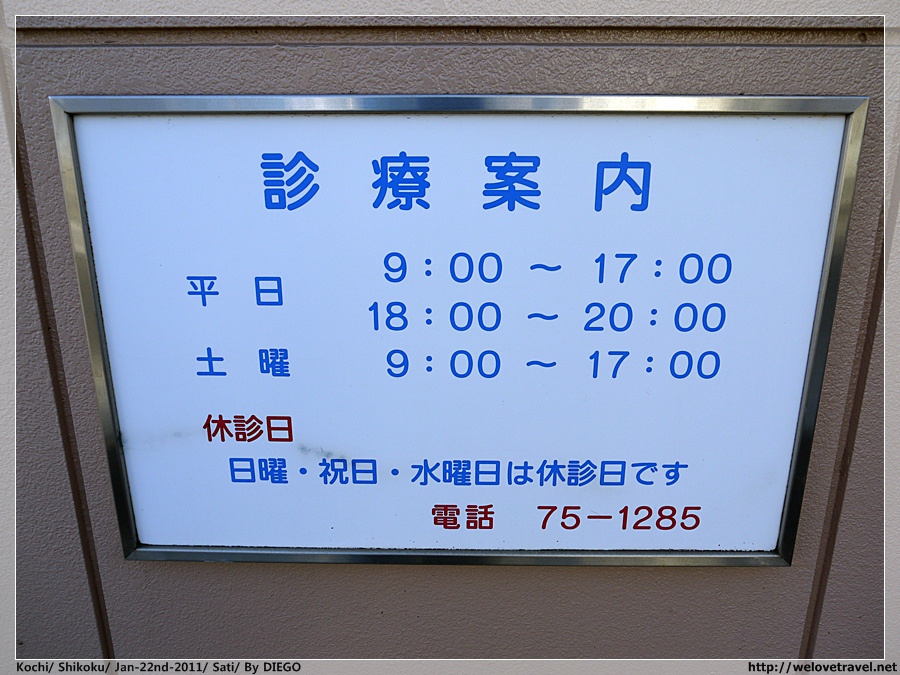 診療案内
平日 9：00 ～ 17：00
18：00 ～ 20：00
土曜 9：00 ～ 17：00
休診日
日曜・祝日・水曜日は休診日です
電話 75－1285
Kochi/ Shikoku/ Jan-22nd-2011/ Sati/ By DIEGO
http://welovetravel.net